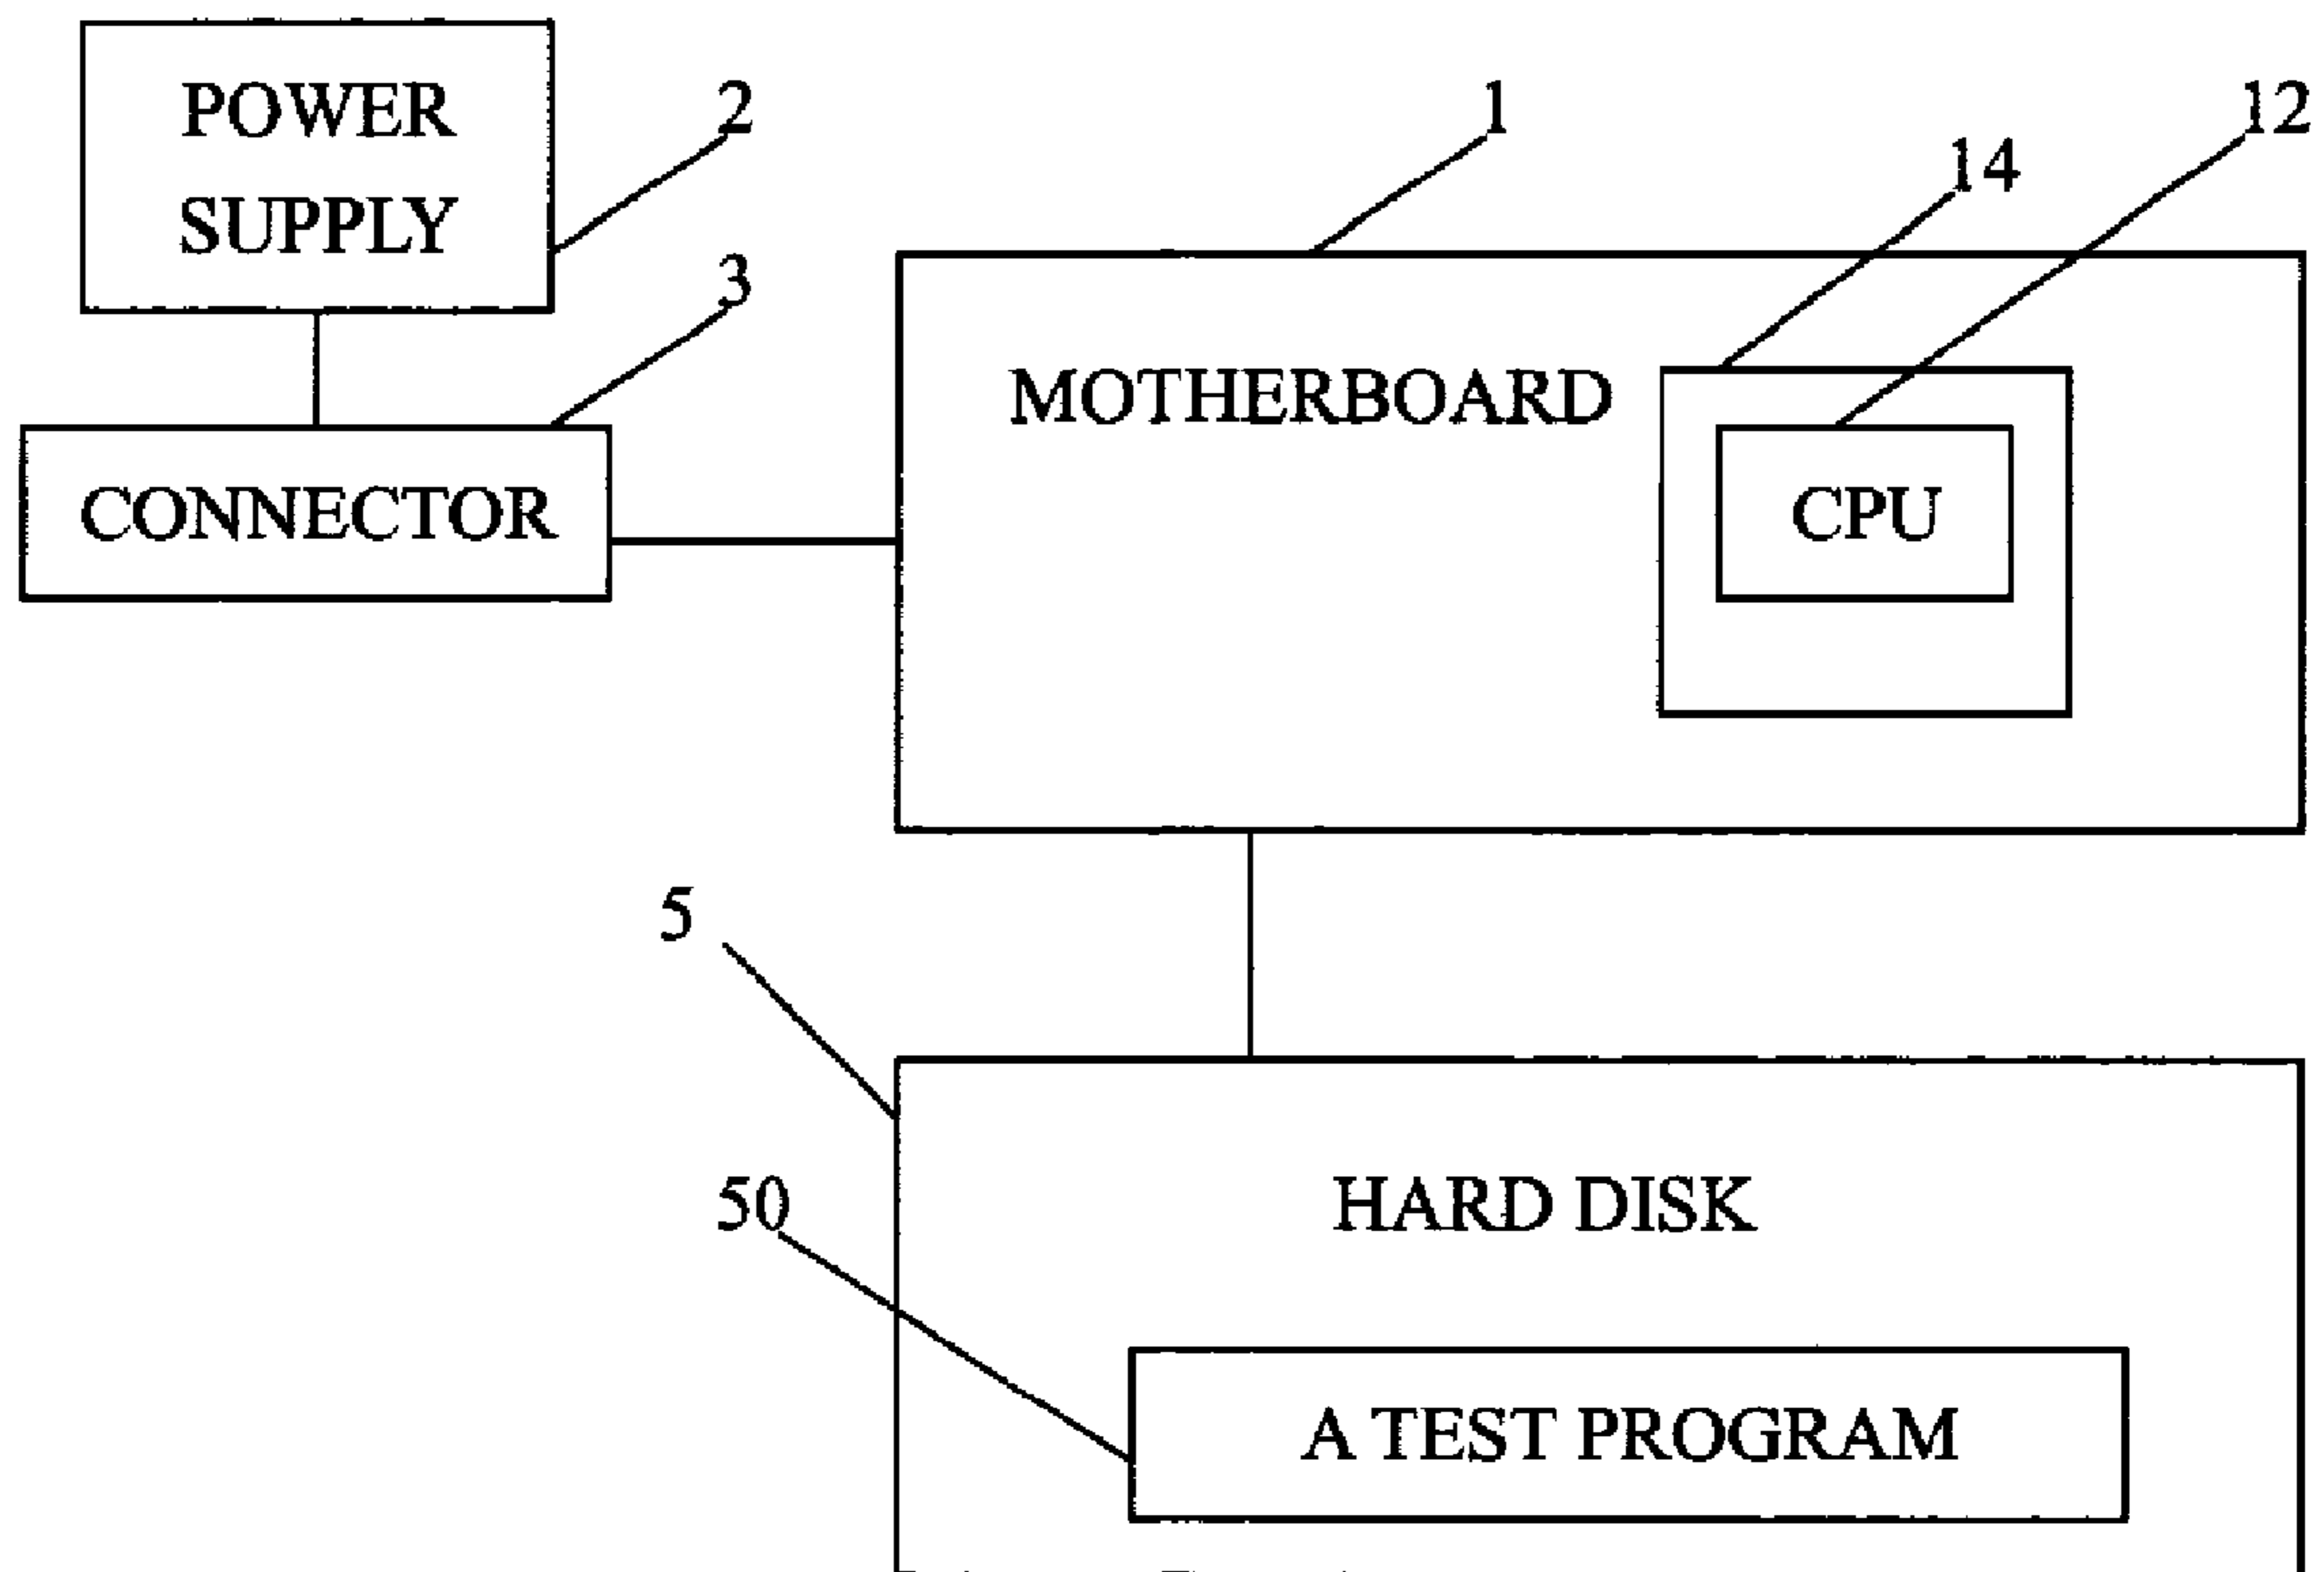 POWER
SUPPLY
2
1
12
14
3
MOTHERBOARD
CONNECTOR
CPU
5
HARD DISK
50
A TEST PROGRAM